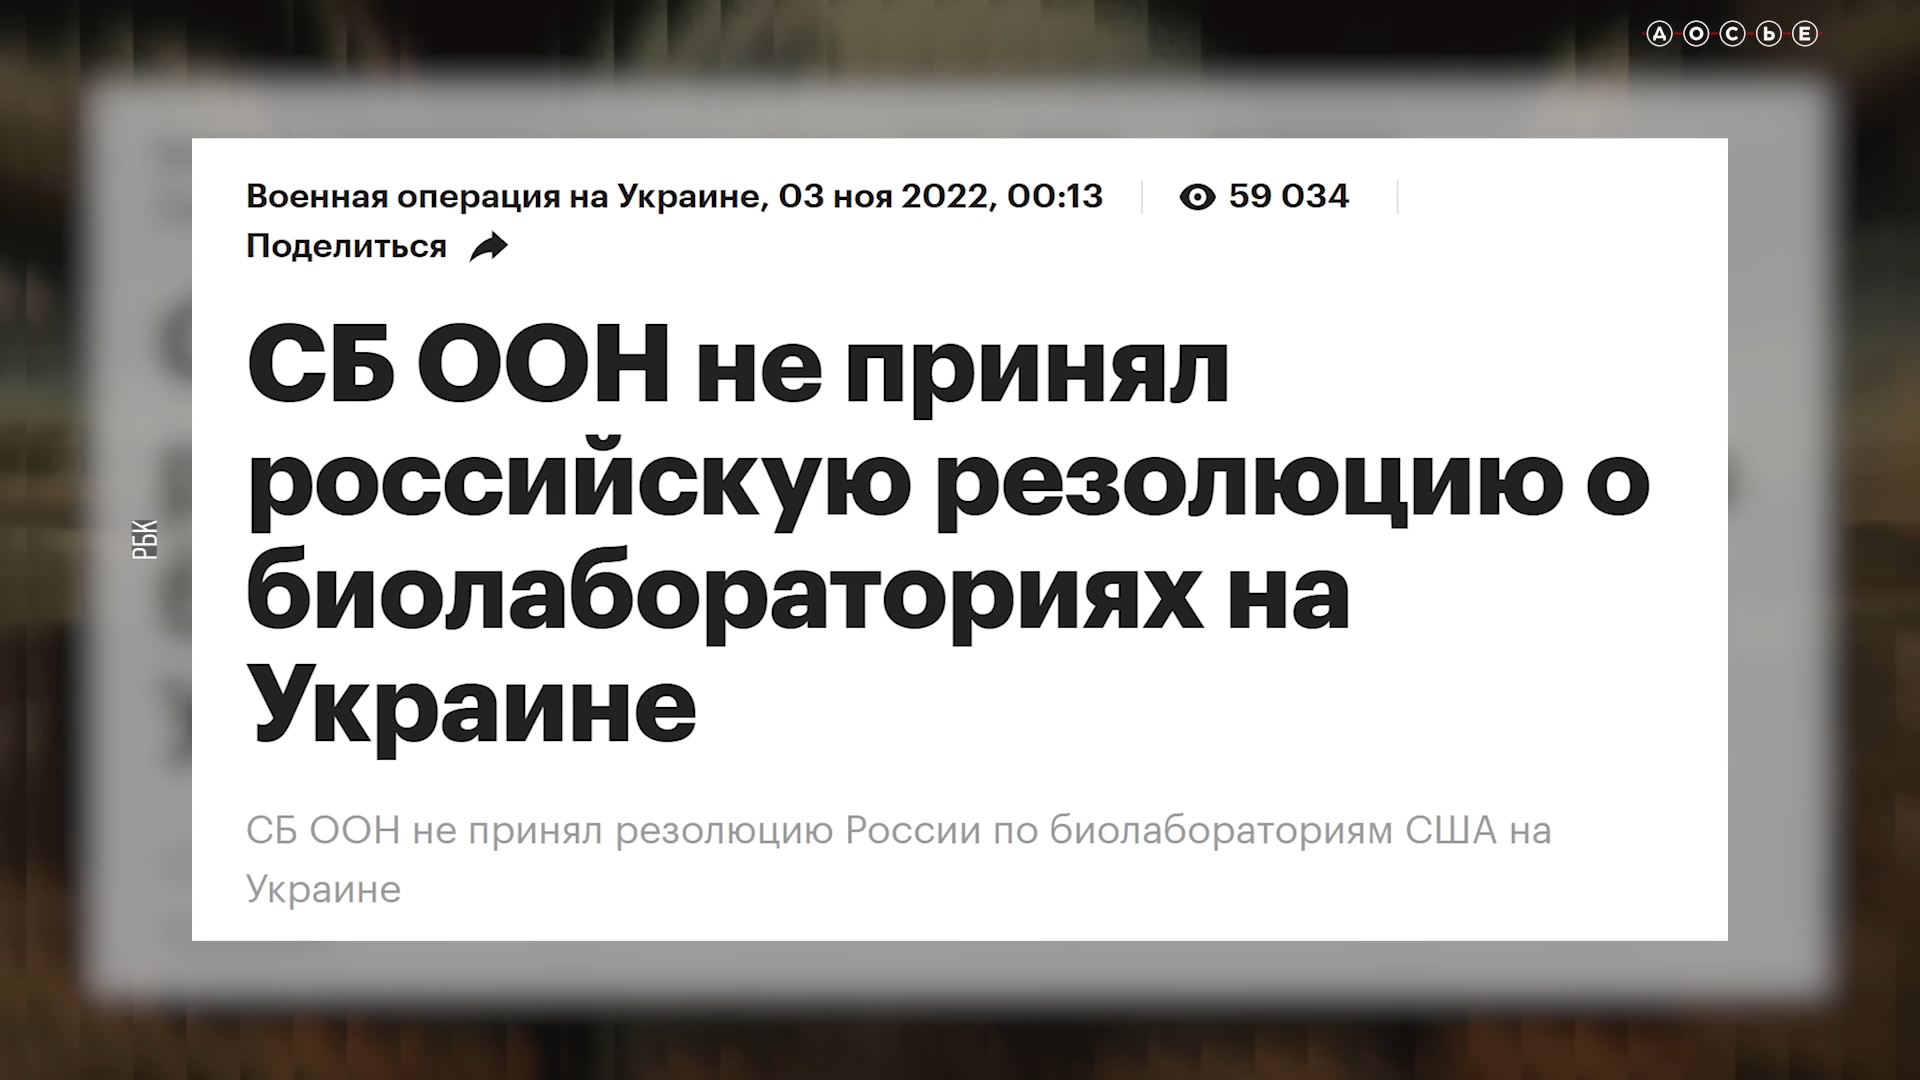 ДОСЬЕ
Военная операция на Украине, 03 ноя 2022, 00:13 59 034
Поделиться
СБ ООН не принял
российскую резолюцию о
биолабораториях на
Украине
СБ ООН не принял резолюцию России по биолабораториям США на
Украине
РБК